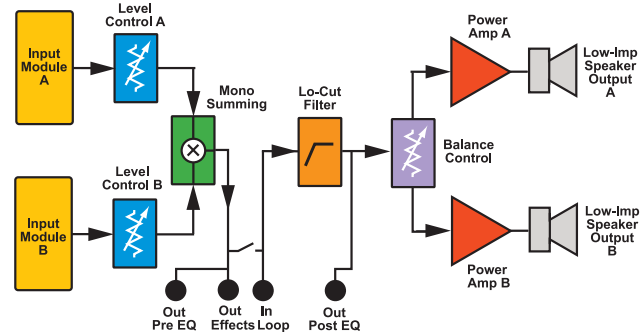 Input
Module
A
Level
Control A
Mono
Summing
Lo-Cut
Filter
Power
Amp A
Low-Imp
Speaker
Output
A
Balance
Control
Input
Module
B
Level
Control B
Power
Amp B
Low-Imp
Speaker
Output
B
Out
Pre EQ
Out
Effects
In
Loop
Out
Post EQ